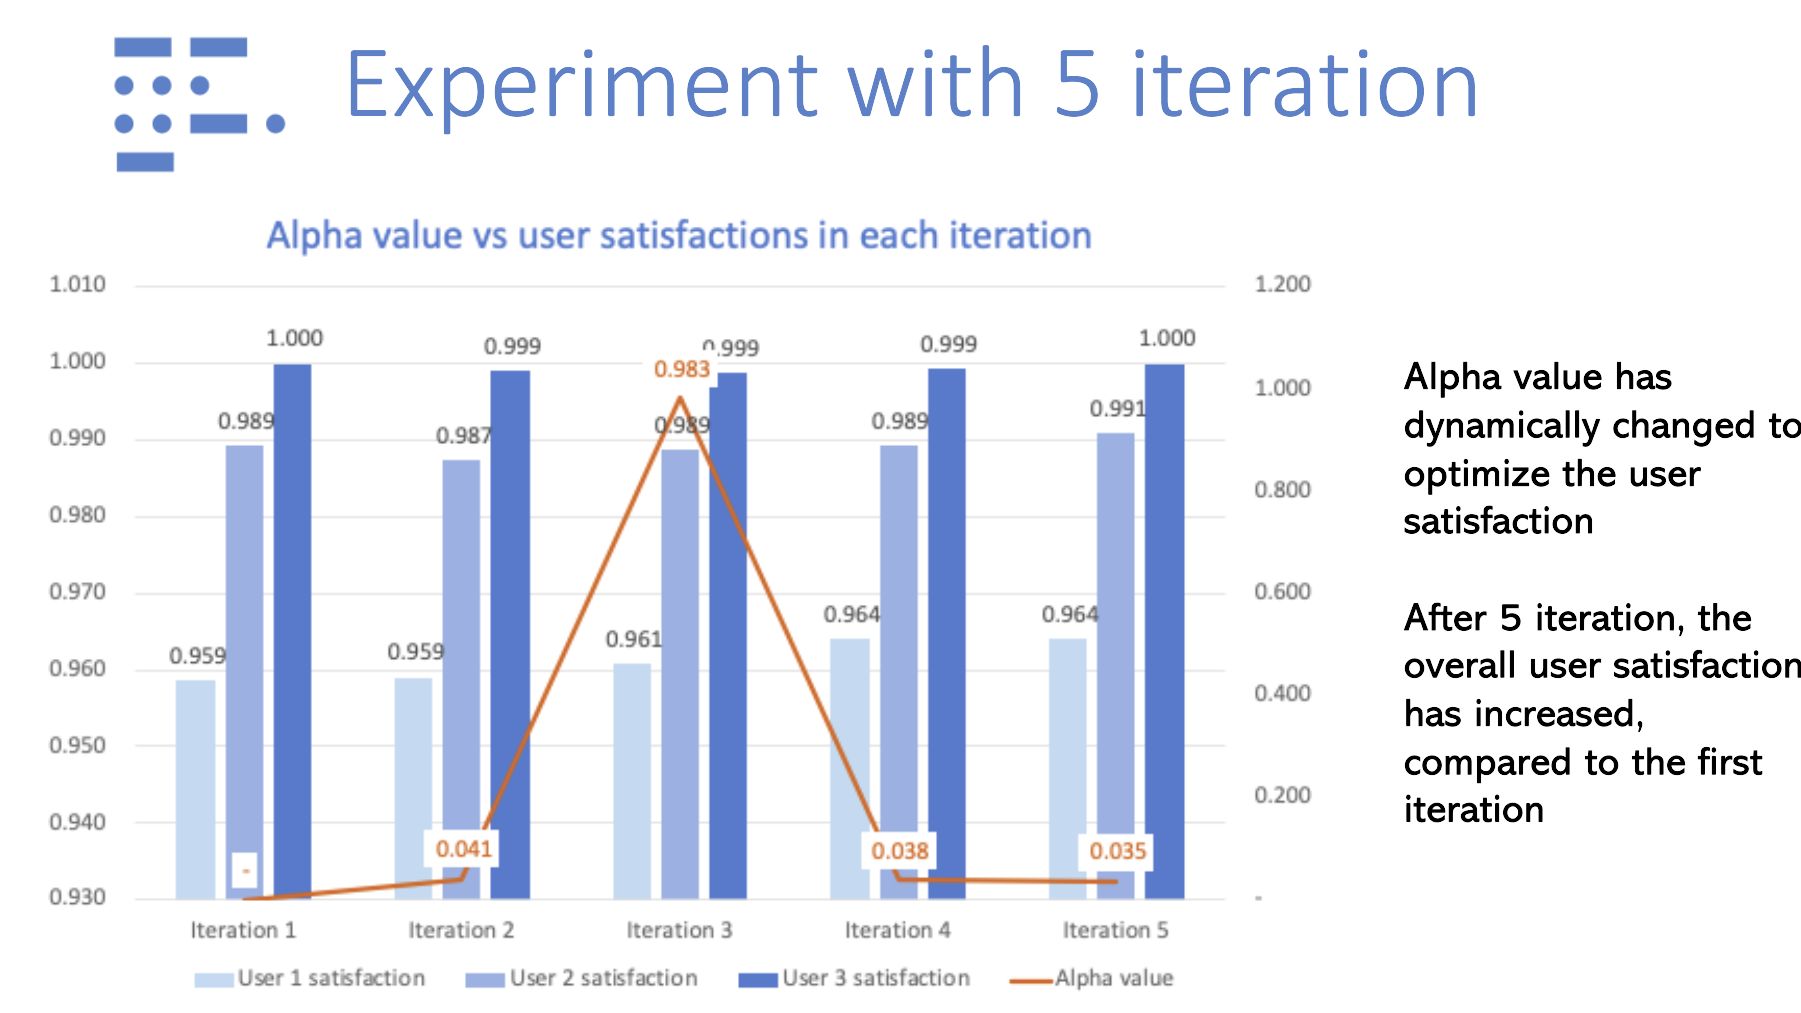 Experiment with 5 iteration
Alpha value vs user satisfactions in each iteration
1.010
1.000
0.990
0.980
0.970
0.960
0.950
0.940
0.930
1.200
1.000
0.800
0.600
0.400
0.200
-
0.959
0.989
1.000
-
0.959
0.987
0.999
0.041
0.961
0.989
0.999
0.983
0.964
0.989
0.999
0.038
0.964
0.991
1.000
0.035
Iteration 1
Iteration 2
Iteration 3
Iteration 4
Iteration 5
User 1 satisfaction
User 2 satisfaction
User 3 satisfaction
Alpha value
Alpha value has
dynamically changed to
optimize the user
satisfaction
After 5 iteration, the
overall user satisfaction
has increased,
compared to the first
iteration